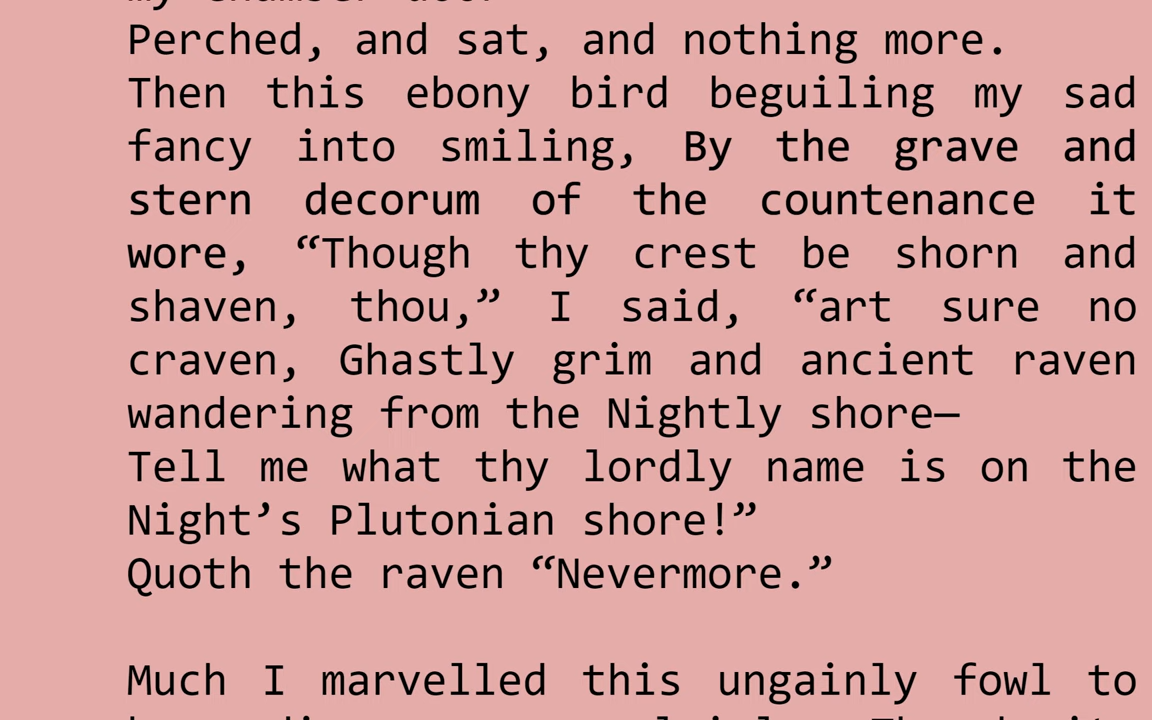 Perched, and sat, and nothing more.
Then this ebony bird beguiling my sad
fancy into smiling, By the grave and
stern decorum of the countenance it
wore, “Though thy crest be shorn and
shaven, thou,” I said, “art sure no
craven, Ghastly grim and ancient raven
wandering from the Nightly shore—
Tell me what thy lordly name is on the
Night’s Plutonian shore!”
Quoth the raven “Nevermore.”
Much I marvelled this ungainly fowl to